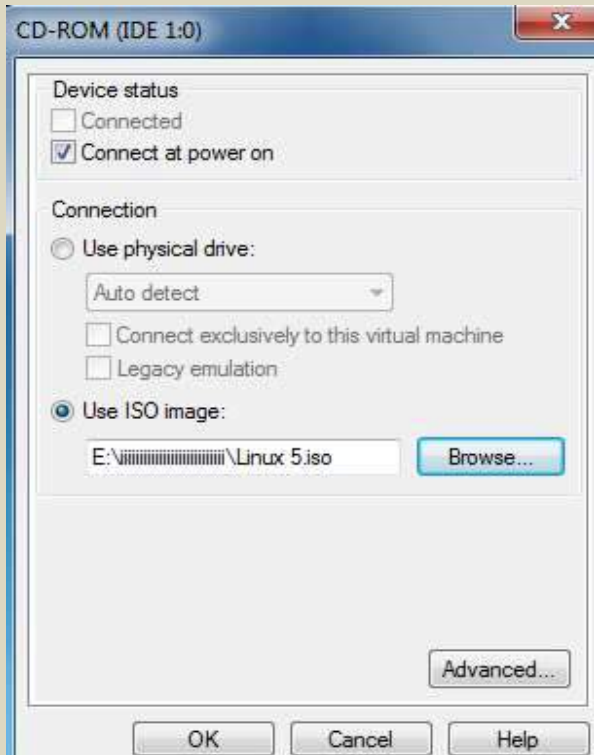 CD-ROM (IDE 1:0)
Device status
Connected
Connect at power on
Connection
Use physical drive:
Auto detect
Connect exclusively to this virtual machine
Legacy emulation
Use ISO image:
Linux 5.iso Browse...
Advanced...
OK Cancel Help